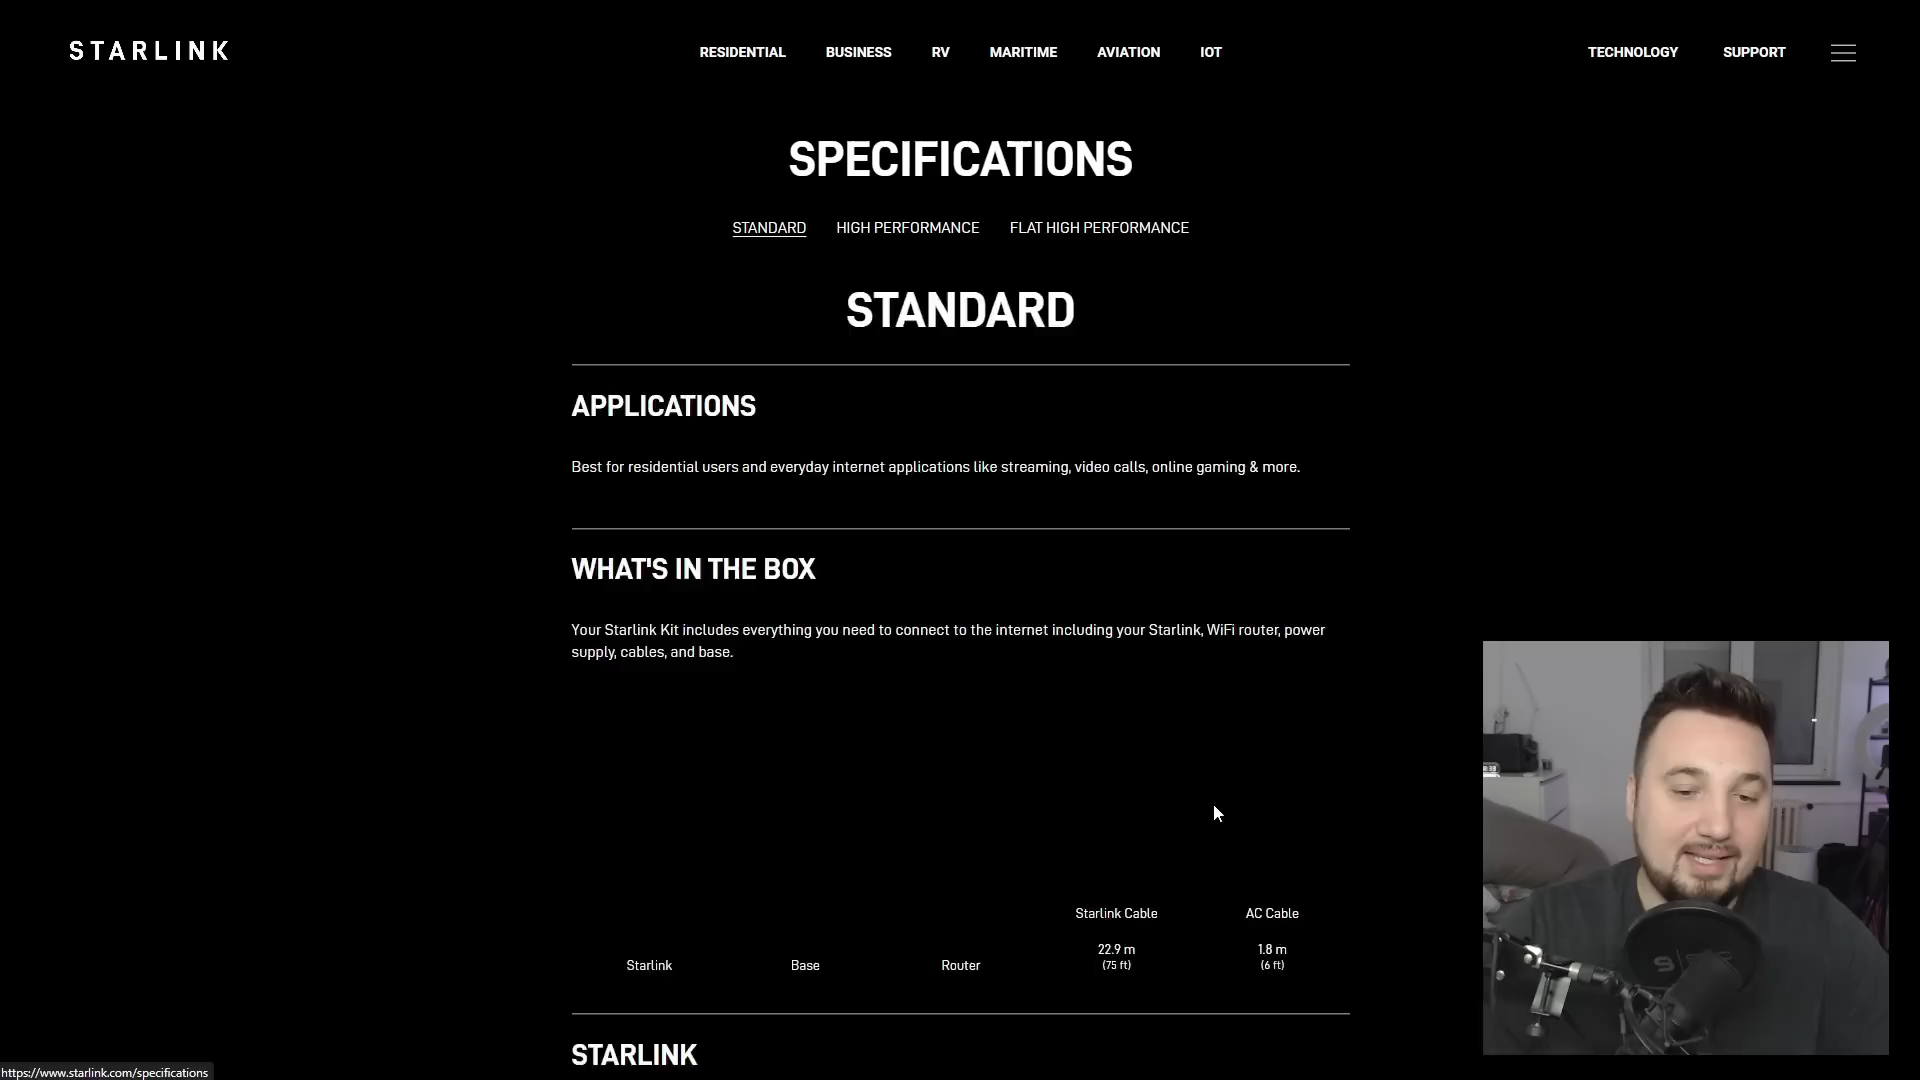 STARLINK
RESIDENTIAL BUSINESS RV MARITIME AVIATION IOT
TECHNOLOGY SUPPORT
SPECIFICATIONS
STANDARD HIGH PERFORMANCE FLAT HIGH PERFORMANCE
STANDARD
APPLICATIONS
Best for residential users and everyday internet applications like streaming, video calls, online gaming & more.
WHAT'S IN THE BOX
Your Starlink Kit includes everything you need to connect to the internet including your Starlink, WiFi router, power
supply, cables, and base.
Starlink
Base
Router
Starlink Cable
22.9 m
(75 ft)
AC Cable
1.8 m
(6 ft)
STARLINK
https://www.starlink.com/specifications